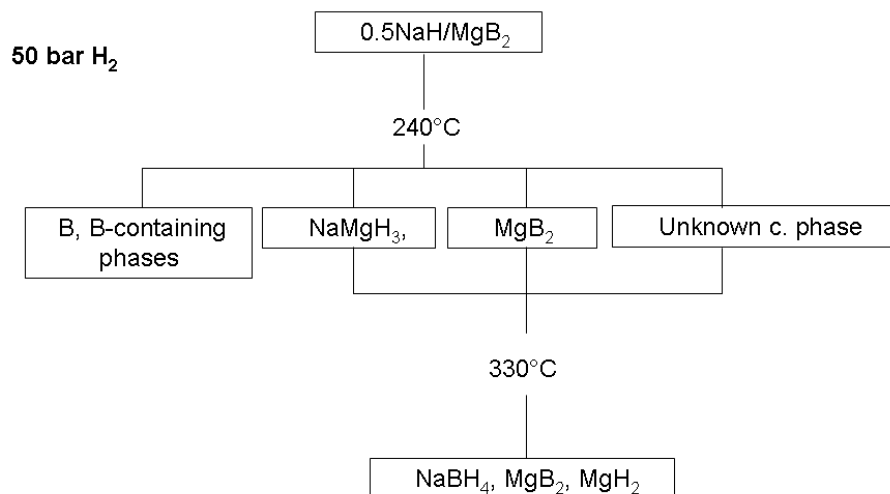 0.5NaH/MgB₂
50 bar H₂
240°C
B, B-containing
phases
NaMgH₃,
MgB₂
Unknown c. phase
330°C
NaBH₄, MgB₂, MgH₂